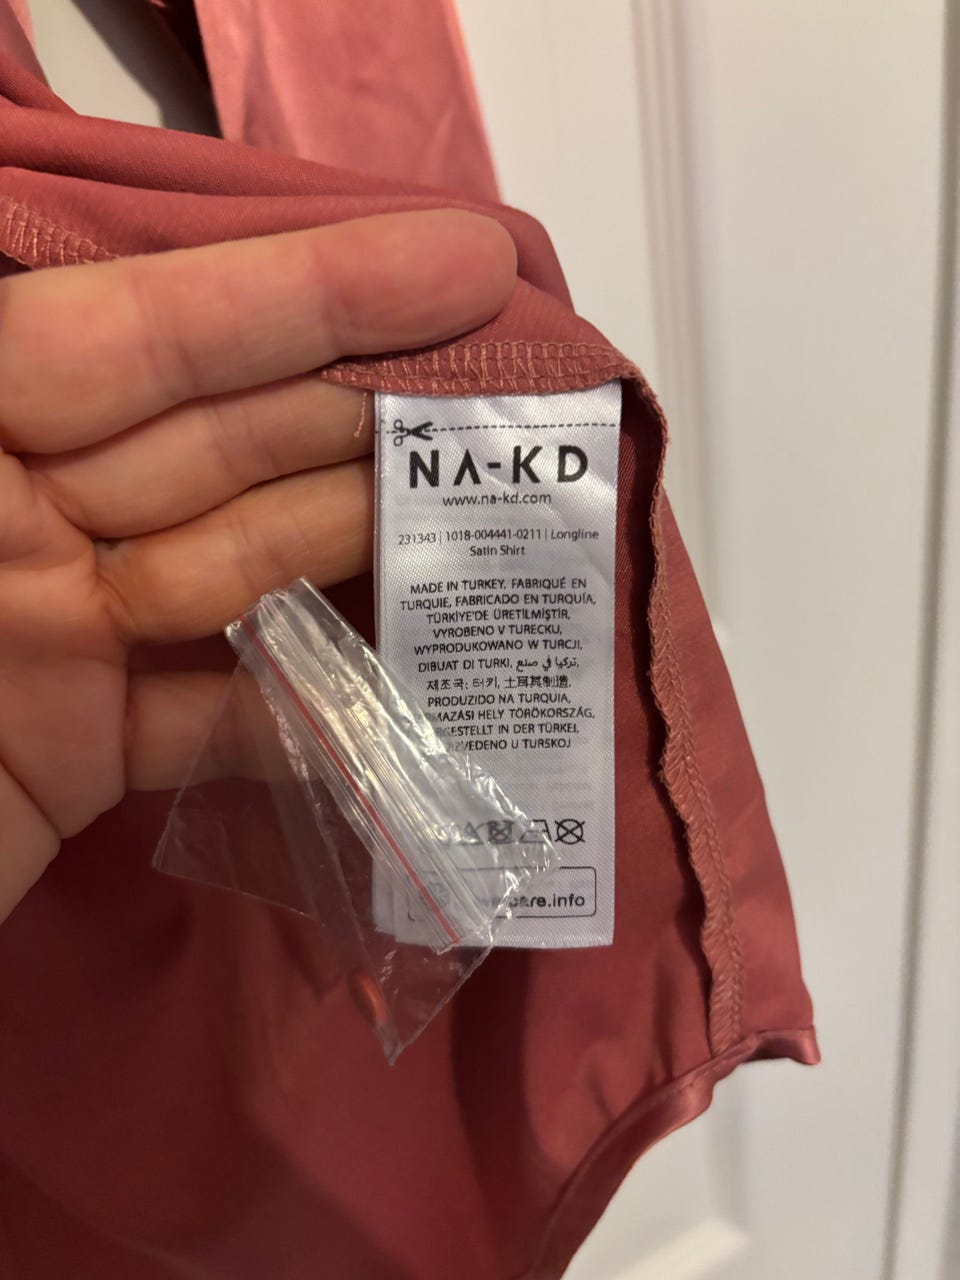 NA-KD
www.na-kd.com
231343 | 1018-004441-0211 | Longline
Satin Shirt
MADE IN TURKEY, FABRIQUÉ EN
TURQUIE, FABRICADO EN TURQUÍA,
TÜRKİYE'DE ÜRETİLMİŞTİR,
VYROBENO V TURECKU,
WYPRODUKOWANO W TURCJI,
DIBUAT DI TURKI, تركيا في صنع,
제조국: 터키, 土耳其制造,
PRODUZIDO NA TURQUIA,
HELY TÖRÖKORSZÁG,
IN DER TÜRKEI,
U TURSKOJ